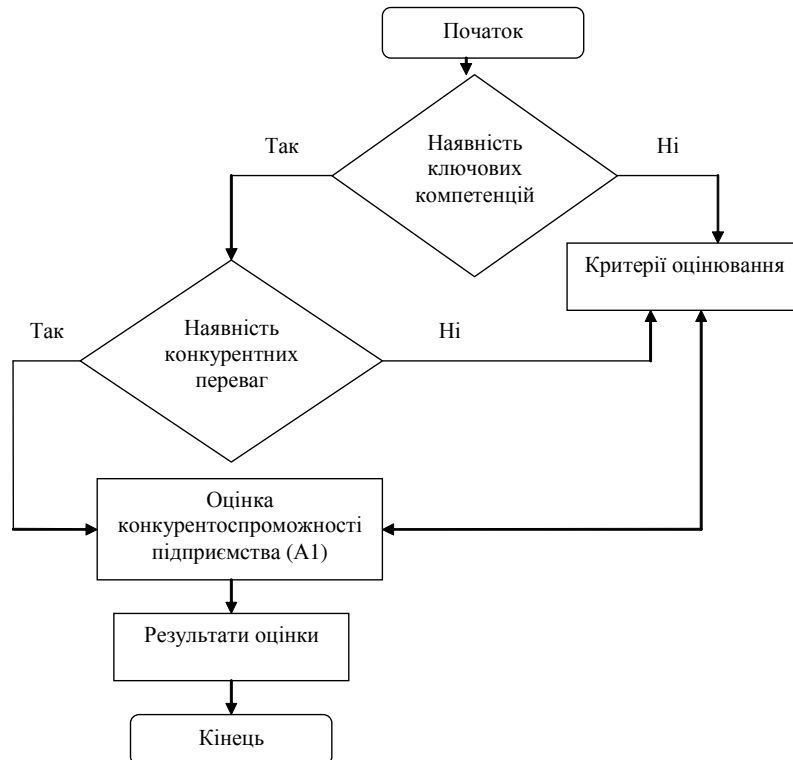 Початок
Так
Наявність
ключових
компетенцій
Ні
Критерії оцінювання
Так
Наявність
конкурентних
переваг
Ні
Оцінка
конкурентоспроможності
підприємства (А1)
Результати оцінки
Кінець